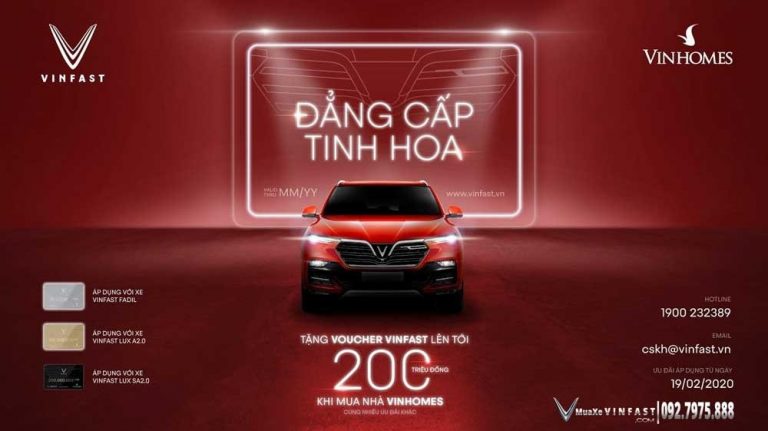 VINFAST
VINHOMES
ĐẲNG CẤP
TINH HOA
VALID
THRU MM/YY
www.vinfast.vn
ÁP DỤNG VỚI XE
VINFAST FADIL
ÁP DỤNG VỚI XE
VINFAST LUX A2.0
ÁP DỤNG VỚI XE
VINFAST LUX SA2.0
TẶNG VOUCHER VINFAST LÊN TỚI
200 TRIỆU ĐỒNG
KHI MUA NHÀ VINHOMES
CÙNG NHIỀU ƯU ĐÃI KHÁC
HOTLINE
1900 232389
EMAIL
cskh@vinfast.vn
ƯU ĐÃI ÁP DỤNG TỪ NGÀY
19/02/2020
MuaXeVINFAST
.COM
092.7975.888